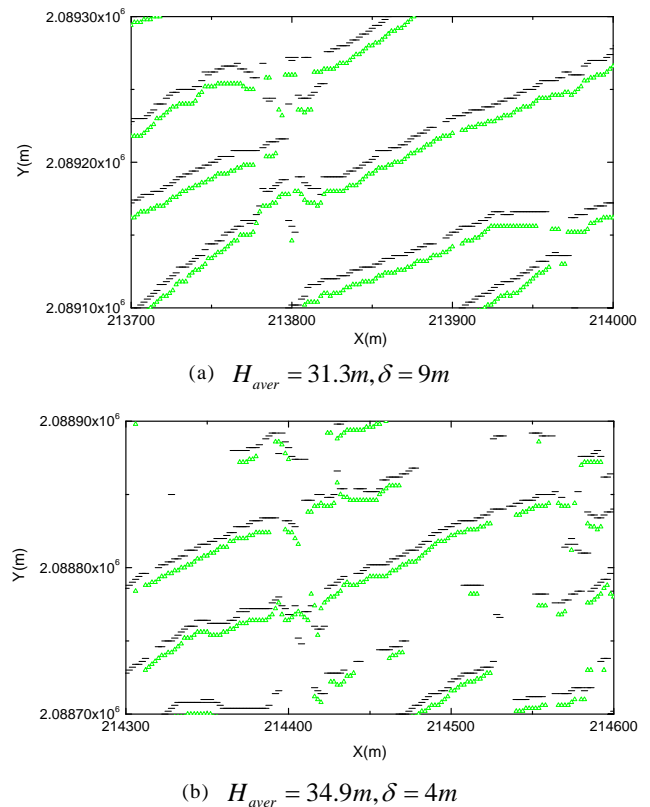 2.08930x10⁶
2.08920x10⁶
2.08910x10⁶
Y(m)
213700 213800 213900 214000
X(m)
(a) H_aver = 31.3m, δ = 9m
2.08890x10⁶
2.08880x10⁶
2.08870x10⁶
Y(m)
214300 214400 214500 214600
X(m)
(b) H_aver = 34.9m, δ = 4m